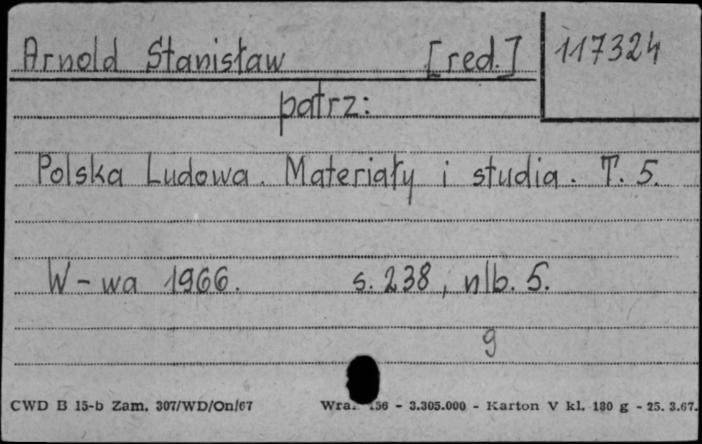 Arnold Stanisław [red.] 117324
patrz:
Polska Ludowa. Materiały i studia. T. 5.
W-wa 1966. s. 238, nlb. 5.
g
CWD B 15-b Zam. 307/WD/On/67 - 3.305.000 - Karton V kl. 180 g - 25. 3.67.